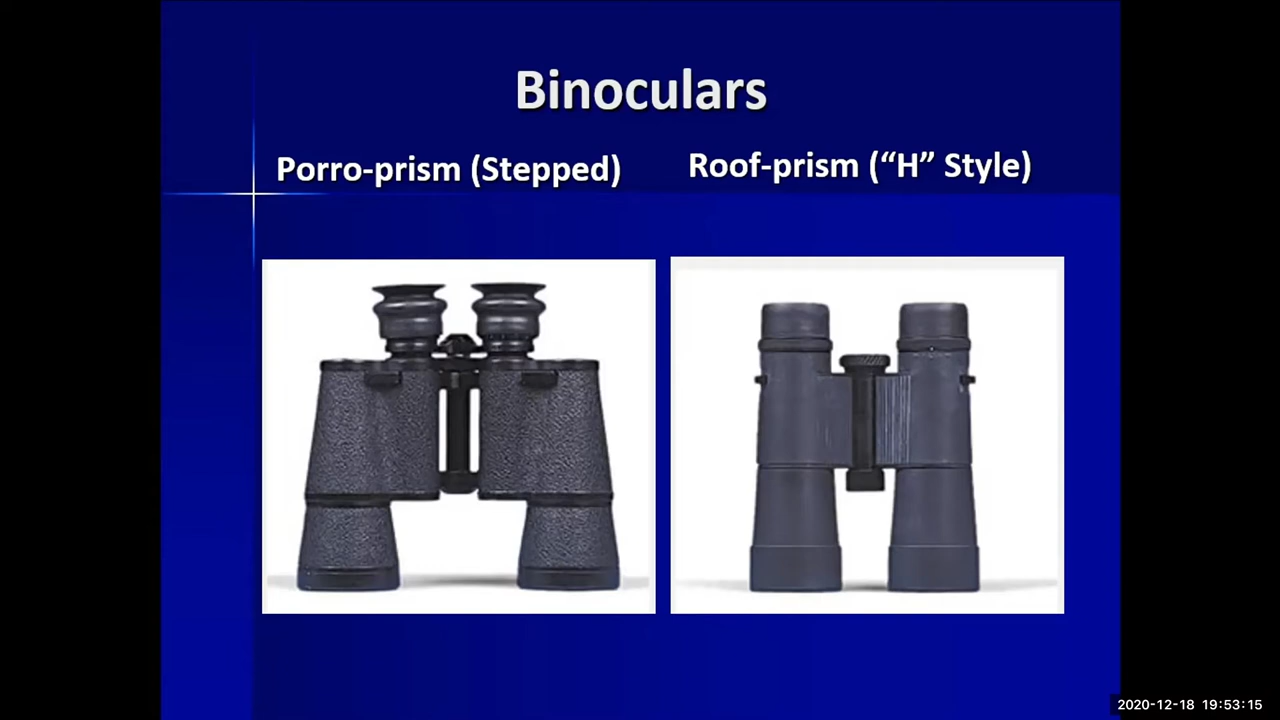 Binoculars
Porro-prism (Stepped)
Roof-prism (“H” Style)
2020-12-18 19:53:15